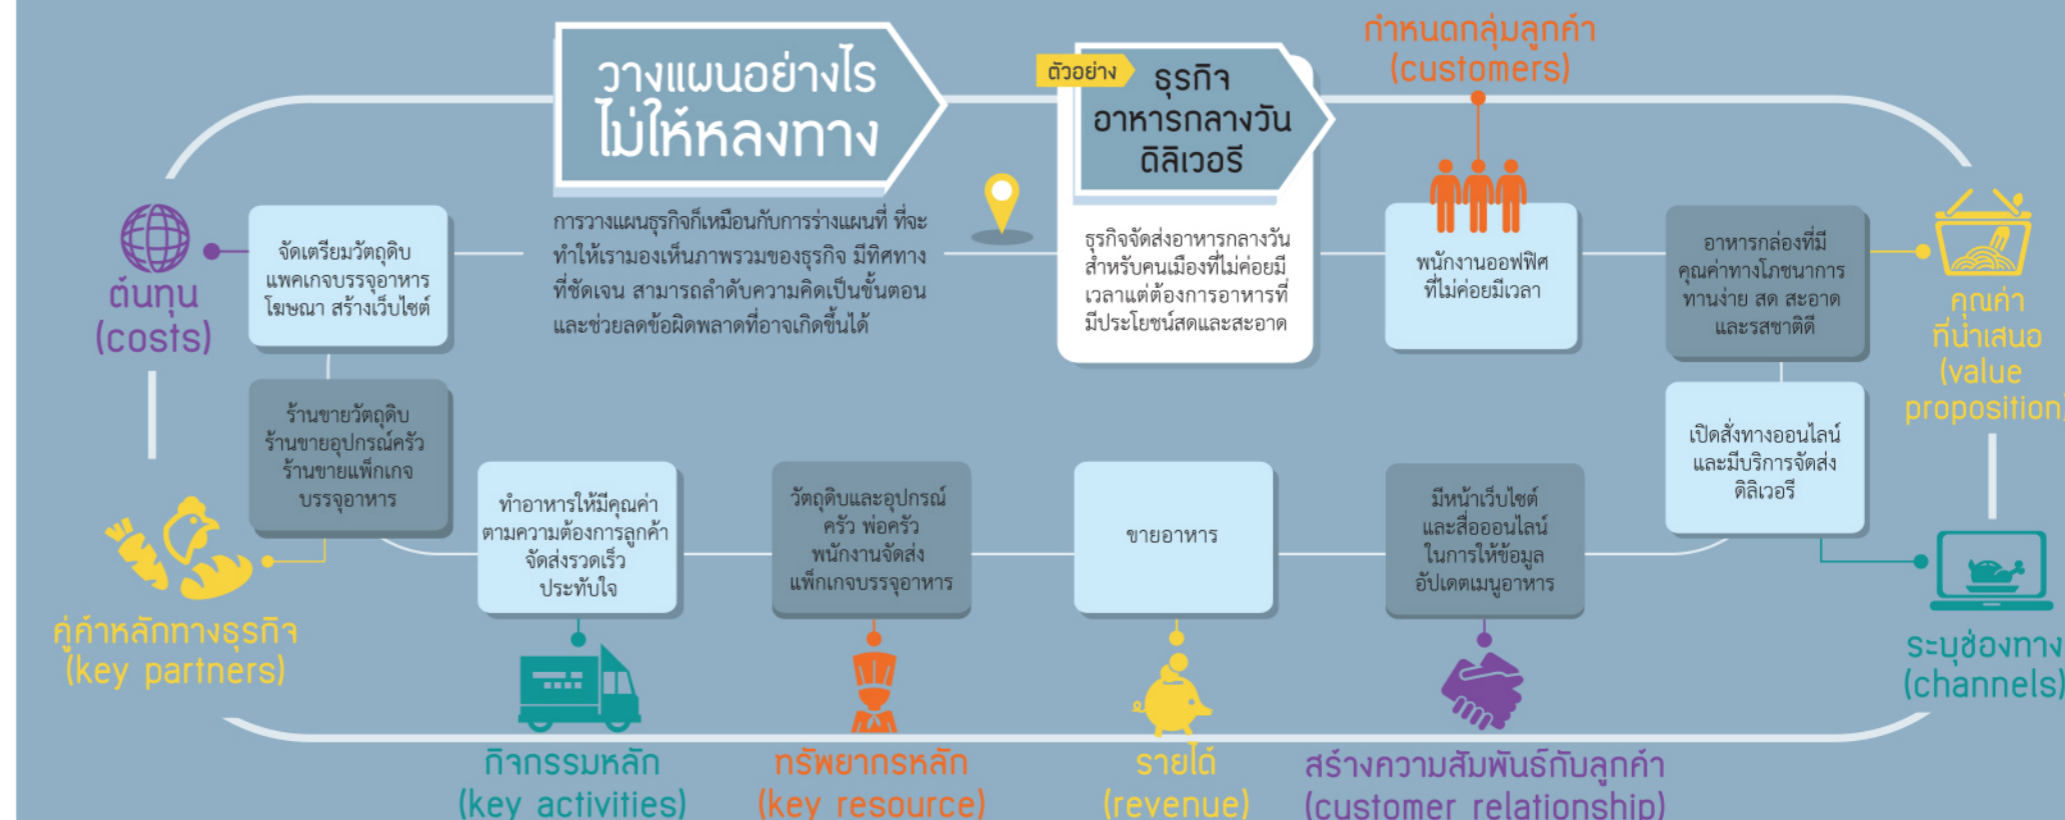 วางแผนอย่างไร
ไม่ให้หลงทาง
การวางแผนธุรกิจก็เหมือนกับการร่างแผนที่ ที่จะ
ทำให้เรามองเห็นภาพรวมของธุรกิจ มีทิศทาง
ที่ชัดเจน สามารถลำดับความคิดเป็นขั้นตอน
และช่วยลดข้อผิดพลาดที่อาจเกิดขึ้นได้
ตัวอย่าง
ธุรกิจ
อาหารกลางวัน
ดิลิเวอรี
ธุรกิจจัดส่งอาหารกลางวัน
สำหรับคนเมืองที่ไม่ค่อยมี
เวลาแต่ต้องการอาหารที่
มีประโยชน์สดและสะอาด
กำหนดกลุ่มลูกค้า
(customers)
พนักงานออฟฟิศ
ที่ไม่ค่อยมีเวลา
อาหารกล่องที่มี
คุณค่าทางโภชนาการ
ทานง่าย สด สะอาด
และรสชาติดี
คุณค่า
ที่นำเสนอ
(value
proposition)
เปิดสั่งทางออนไลน์
และมีบริการจัดส่ง
ดิลิเวอรี
ระบุช่องทาง
(channels)
มีหน้าเว็บไซต์
และสื่อออนไลน์
ในการให้ข้อมูล
อัปเดตเมนูอาหาร
สร้างความสัมพันธ์กับลูกค้า
(customer relationship)
ขายอาหาร
รายได้
(revenue)
วัตถุดิบและอุปกรณ์
ครัว พ่อครัว
พนักงานจัดส่ง
แพ็กเกจบรรจุอาหาร
ทรัพยากรหลัก
(key resource)
ทำอาหารให้มีคุณค่า
ตามความต้องการลูกค้า
จัดส่งรวดเร็ว
ประทับใจ
กิจกรรมหลัก
(key activities)
ร้านขายวัตถุดิบ
ร้านขายอุปกรณ์ครัว
ร้านขายแพ็กเกจ
บรรจุอาหาร
คู่ค้าหลักทางธุรกิจ
(key partners)
จัดเตรียมวัตถุดิบ
แพคเกจบรรจุอาหาร
โฆษณา สร้างเว็บไซต์
ต้นทุน
(costs)